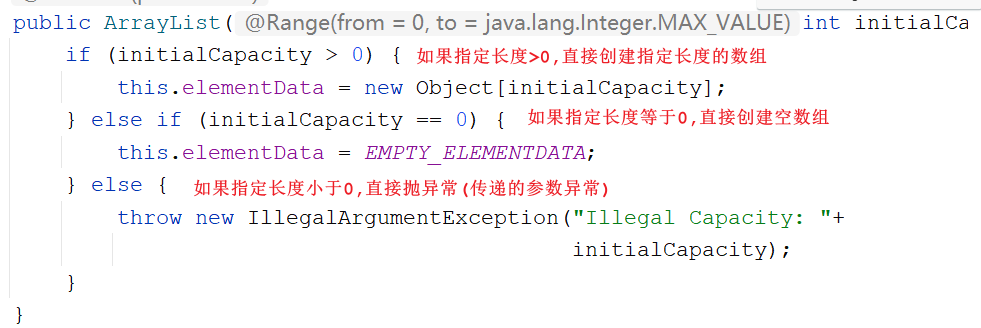 public ArrayList( @Range(from = 0, to = java.lang.Integer.MAX_VALUE) int initialCa
if (initialCapacity > 0) { 如果指定长度>0,直接创建指定长度的数组
this.elementData = new Object[initialCapacity];
} else if (initialCapacity == 0) { 如果指定长度等于0,直接创建空数组
this.elementData = EMPTY_ELEMENTDATA;
} else { 如果指定长度小于0,直接抛异常(传递的参数异常)
throw new IllegalArgumentException("Illegal Capacity: "+
initialCapacity);
}
}